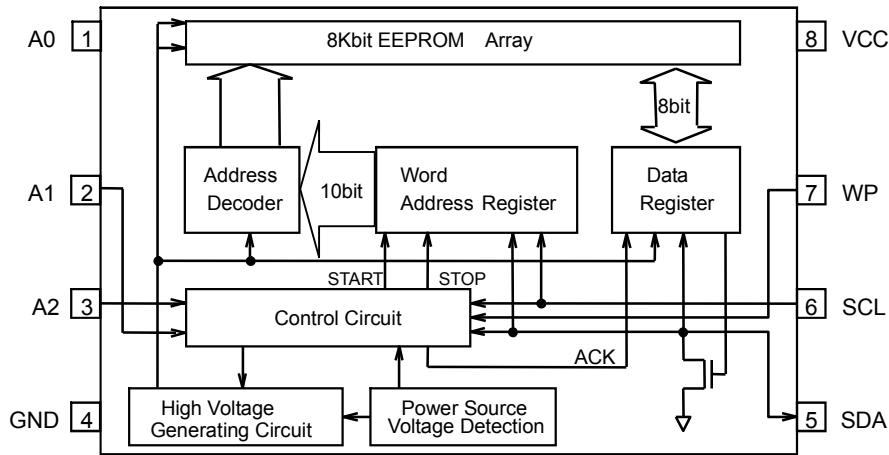 A0 1 8Kbit EEPROM Array 8 VCC
8bit
A1 2 Address Decoder 10bit Word Address Register Data Register 7 WP
START STOP
A2 3 Control Circuit 6 SCL
ACK
GND 4 High Voltage Generating Circuit Power Source Voltage Detection 5 SDA